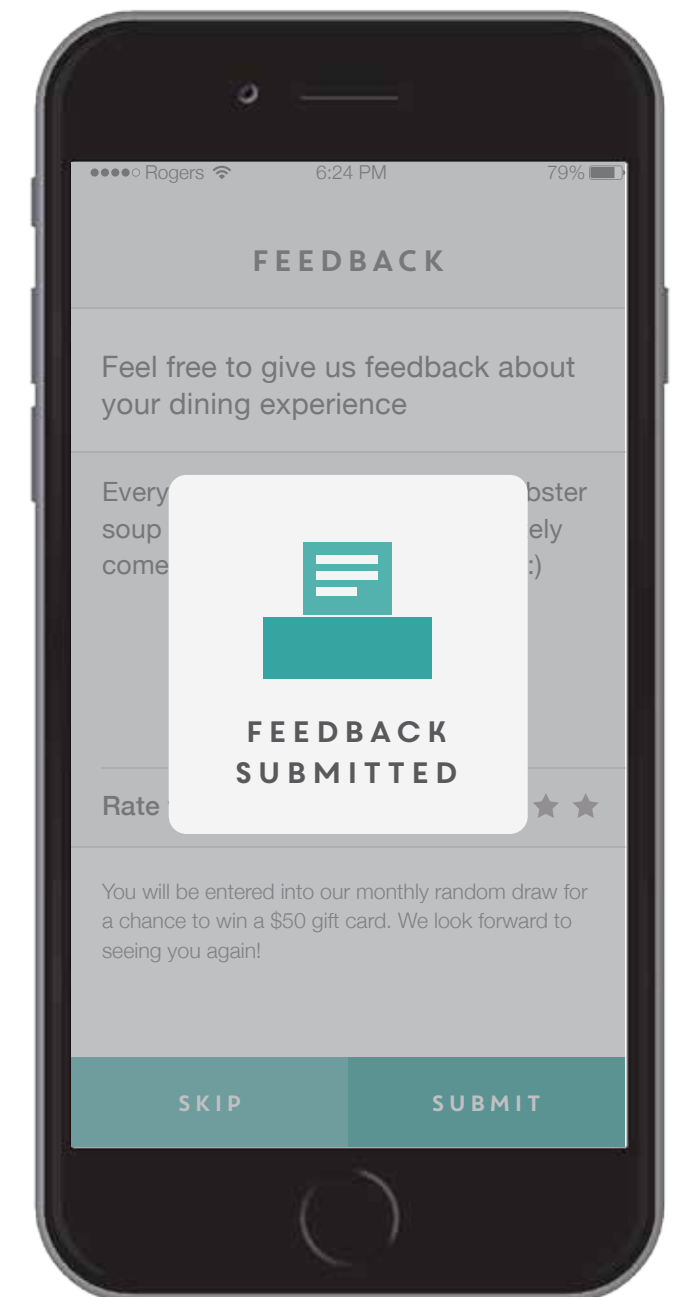 Rogers 6:24 PM 79%
FEEDBACK
Feel free to give us feedback about
your dining experience
Every
soup
come :)
FEEDBACK
SUBMITTED
Rate
You will be entered into our monthly random draw for
a chance to win a $50 gift card. We look forward to
seeing you again!
SKIP SUBMIT